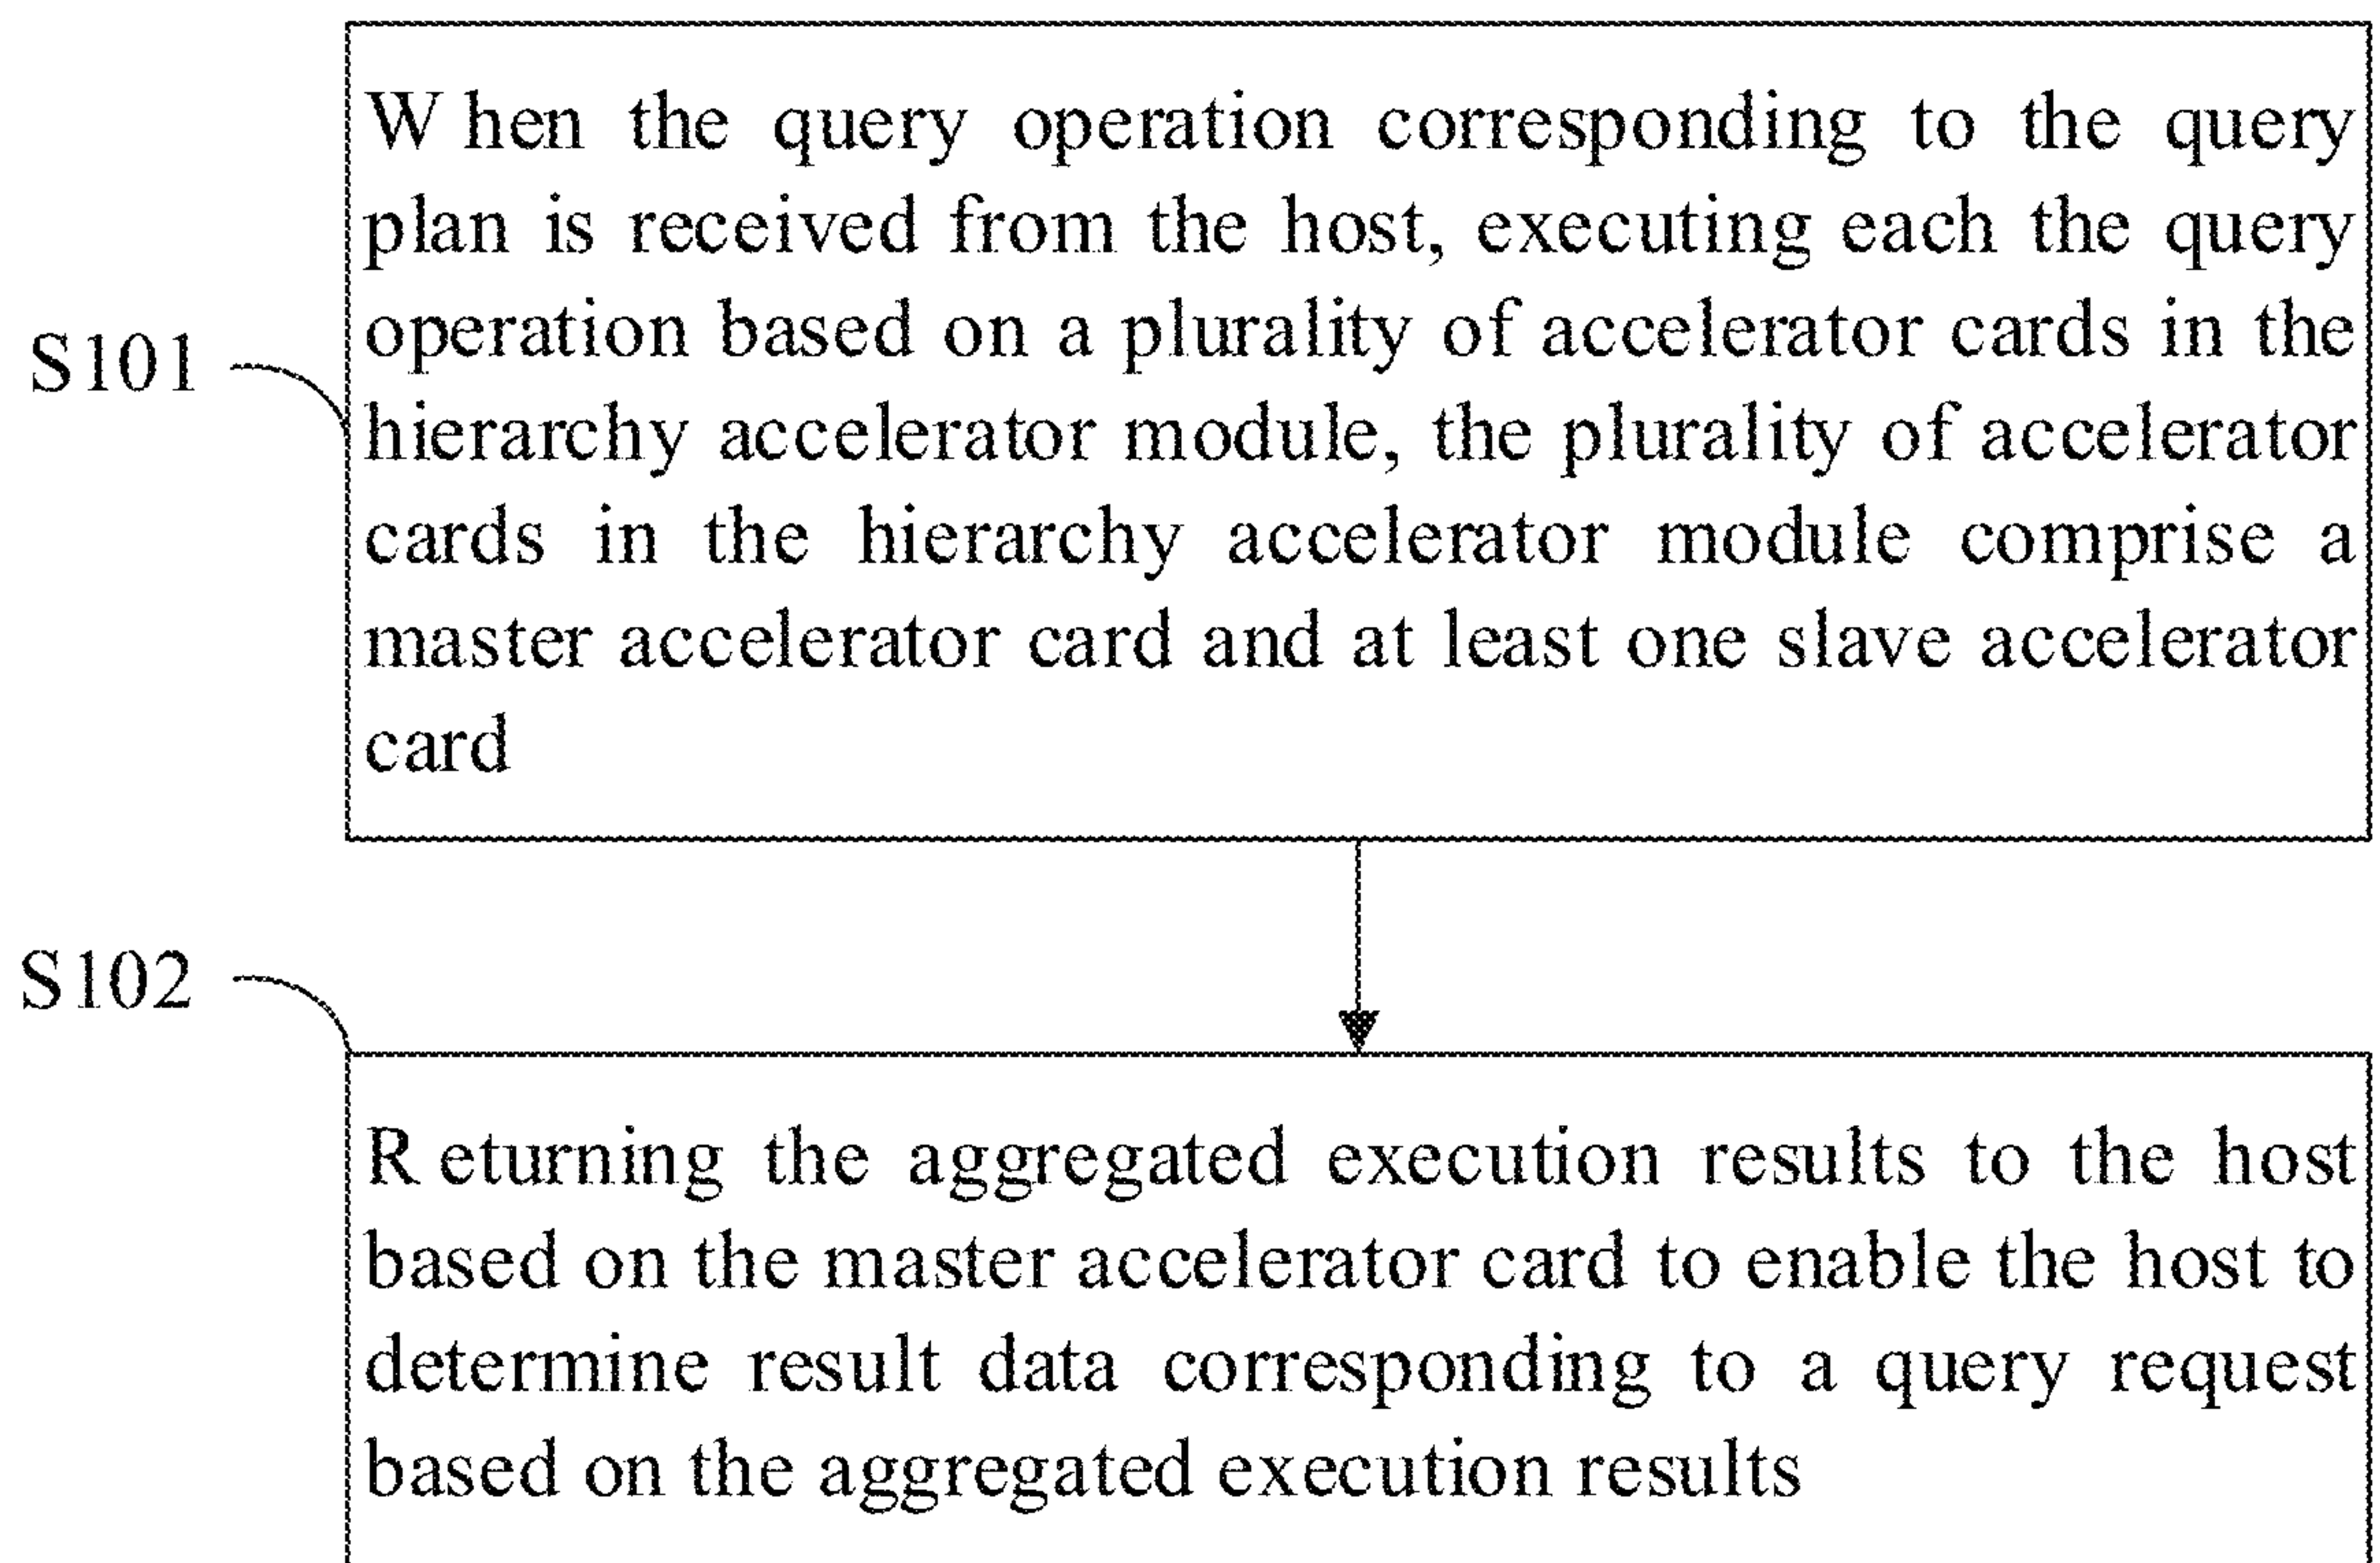 When the query operation corresponding to the query
plan is received from the host, executing each the query
operation based on a plurality of accelerator cards in the
S101
hierarchy accelerator module, the plurality of accelerator
cards in the hierarchy accelerator module comprise a
master accelerator card and at least one slave accelerator
card
S102
Returning the aggregated execution results to the host
based on the master accelerator card to enable the host to
determine result data corresponding to a query request
based on the aggregated execution results